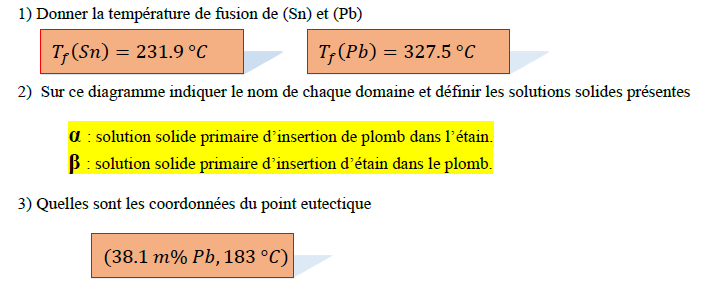 1) Donner la température de fusion de (Sn) et (Pb)
T_f(Sn) = 231.9 °C T_f(Pb) = 327.5 °C
2) Sur ce diagramme indiquer le nom de chaque domaine et définir les solutions solides présentes
α : solution solide primaire d’insertion de plomb dans l’étain.
β : solution solide primaire d’insertion d’étain dans le plomb.
3) Quelles sont les coordonnées du point eutectique
(38.1 m% Pb, 183 °C)